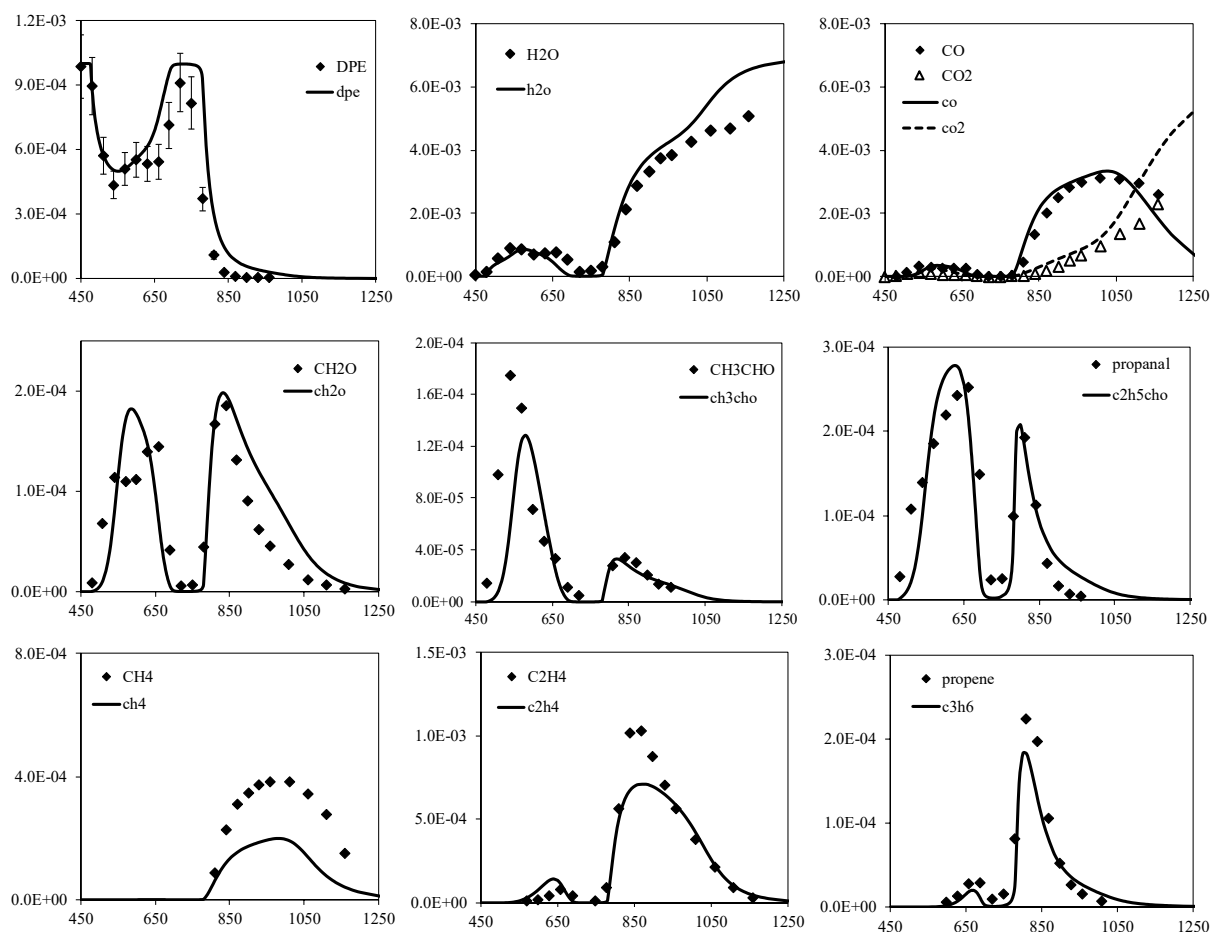 1.2E-03
9.0E-04
6.0E-04
3.0E-04
0.0E+00
450 650 850 1050 1250
DPE
dpe
8.0E-03
6.0E-03
4.0E-03
2.0E-03
0.0E+00
450 650 850 1050 1250
H2O
h2o
8.0E-03
6.0E-03
4.0E-03
2.0E-03
0.0E+00
450 650 850 1050 1250
CO
CO2
co
co2
2.0E-04
1.0E-04
0.0E+00
450 650 850 1050 1250
CH2O
ch2o
2.0E-04
1.6E-04
1.2E-04
8.0E-05
4.0E-05
0.0E+00
450 650 850 1050 1250
CH3CHO
ch3cho
3.0E-04
2.0E-04
1.0E-04
0.0E+00
450 650 850 1050 1250
propanal
c2h5cho
8.0E-04
4.0E-04
0.0E+00
450 650 850 1050 1250
CH4
ch4
1.5E-03
1.0E-03
5.0E-04
0.0E+00
450 650 850 1050 1250
C2H4
c2h4
3.0E-04
2.0E-04
1.0E-04
0.0E+00
450 650 850 1050 1250
propene
c3h6